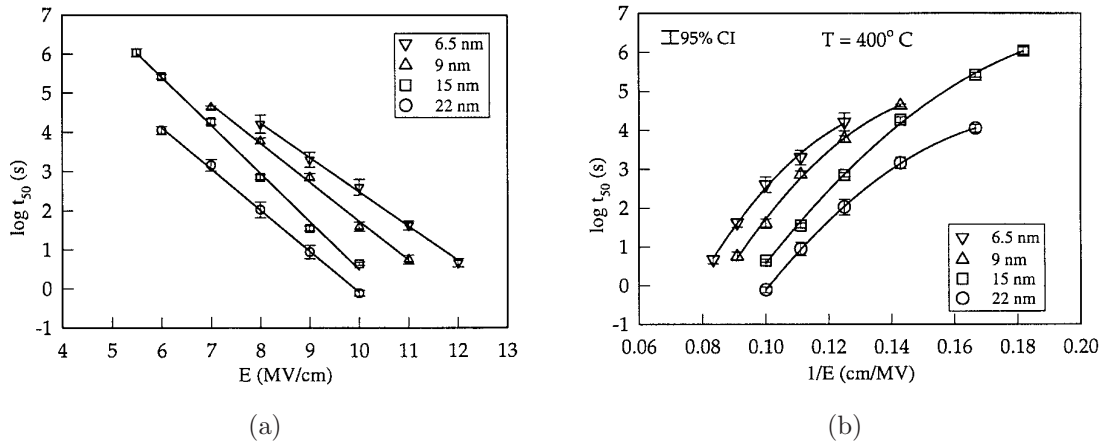 7
6
5
4
3
2
1
0
-1
log t50 (s)
4 5 6 7 8 9 10 11 12 13
E (MV/cm)
6.5 nm
9 nm
15 nm
22 nm
(a)
7
6
5
4
3
2
1
0
-1
log t50 (s)
95% CI
T = 400° C
6.5 nm
9 nm
15 nm
22 nm
0.06 0.08 0.10 0.12 0.14 0.16 0.18 0.20
1/E (cm/MV)
(b)